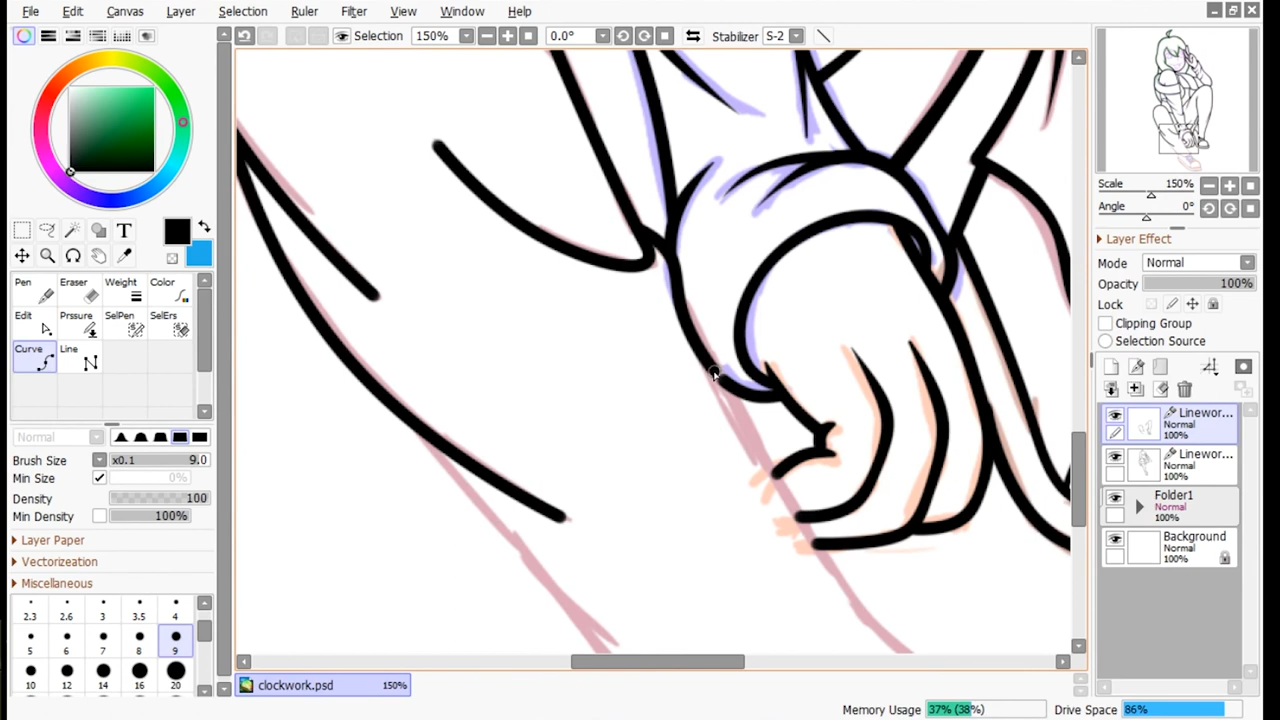 File Edit Canvas Layer Selection Ruler Filter View Window Help
Selection 150% 0.0° Stabilizer S-2
T
Pen Eraser Weight Color
Edit Prssure SelPen SelErs
Curve Line
Normal
Brush Size x0.1 9.0
Min Size 0%
Density 100
Min Density 100%
Layer Paper
Vectorization
Miscellaneous
2.3 2.6 3 3.5 4
5 6 7 8 9
10 12 14 16 20
clockwork.psd 150%
Scale 150%
Angle 0°
Layer Effect
Mode Normal
Opacity 100%
Lock
Clipping Group
Selection Source
Linewor...
Normal
100%
Linewor...
Normal
100%
Folder1
Normal
100%
Background
Normal
100%
Memory Usage 37% (38%) Drive Space 86%